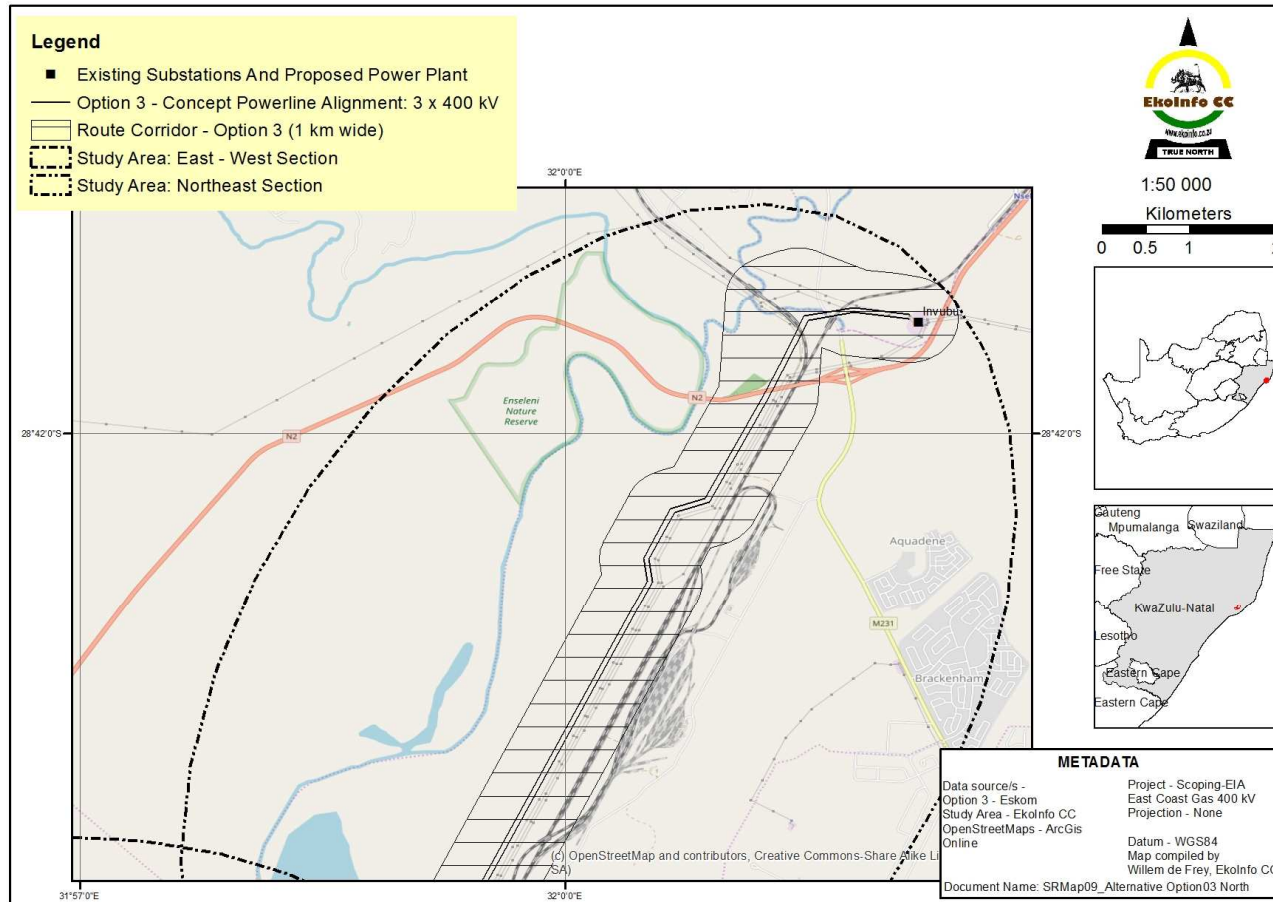 Legend
Existing Substations And Proposed Power Plant
Option 3 - Concept Powerline Alignment: 3 x 400 kV
Route Corridor - Option 3 (1 km wide)
Study Area: East - West Section
Study Area: Northeast Section
EkoInfo CC
www.ekoinfo.co.za
TRUE NORTH
1:50 000
Kilometers
0 0.5 1
32°0'0"E
N2
Invubu
Enseleni
Nature
Reserve
N2
28°42'0"S
28°42'0"S
Aquadene
M231
Brackenham
(c) OpenStreetMap and contributors, Creative Commons-Share Alike Li
SA)
31°57'0"E
32°0'0"E
Gauteng
Mpumalanga
Swaziland
Free State
KwaZulu-Natal
Lesotho
Eastern Cape
Eastern Cape
METADATA
Data source/s -
Option 3 - Eskom
Study Area - EkoInfo CC
OpenStreetMaps - ArcGis
Online
Project - Scoping-EIA
East Coast Gas 400 kV
Projection - None
Datum - WGS84
Map compiled by
Willem de Frey, EkoInfo CC
Document Name: SRMap09_Alternative Option03 North